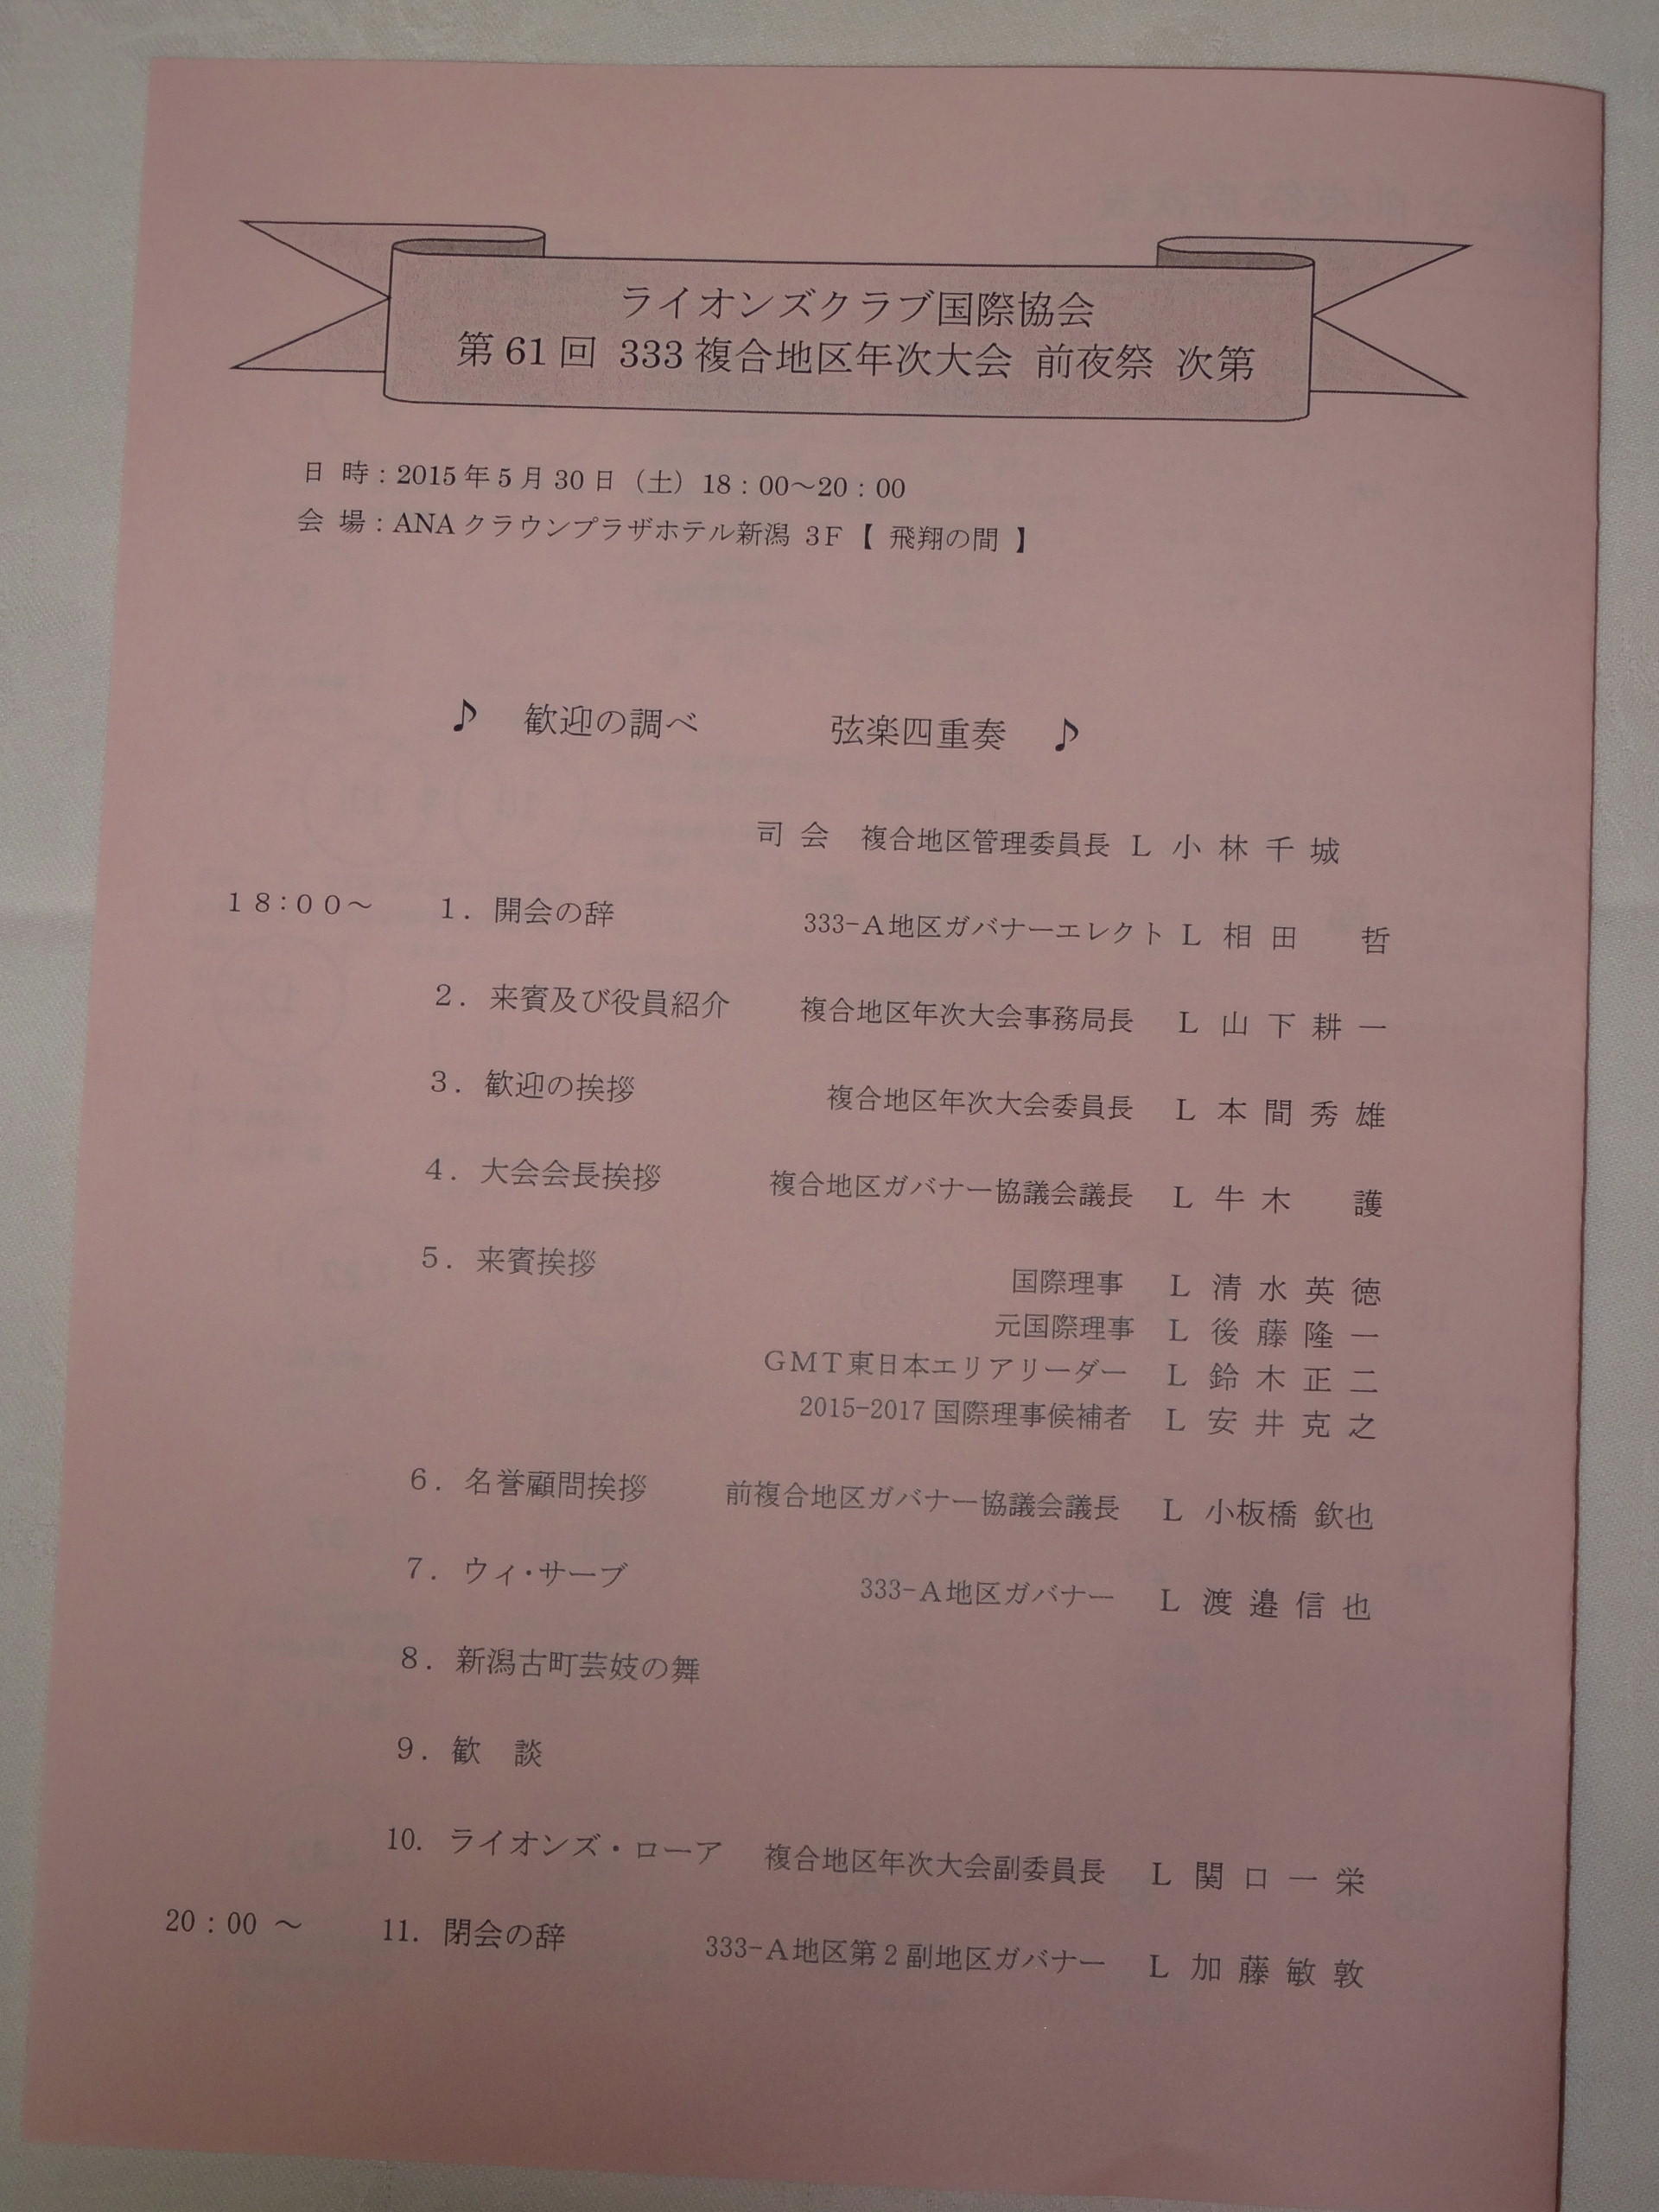 ライオンズクラブ国際協会
第61回 333複合地区年次大会 前夜祭 次第
日 時：2015年5月30日（土）18：00～20：00
会 場：ANAクラウンプラザホテル新潟 3F【 飛翔の間 】
♪ 歓迎の調べ 弦楽四重奏 ♪
司 会 複合地区管理委員長 L 小 林 千 城
18:00～ 1．開会の辞 333-A地区ガバナーエレクト L 相 田 哲
2．来賓及び役員紹介 複合地区年次大会事務局長 L 山 下 耕 一
3．歓迎の挨拶 複合地区年次大会委員長 L 本 間 秀 雄
4．大会会長挨拶 複合地区ガバナー協議会議長 L 牛 木 護
5．来賓挨拶 国際理事 L 清 水 英 徳
元国際理事 L 後 藤 隆 一
GMT東日本エリアリーダー L 鈴 木 正 二
2015-2017国際理事候補者 L 安 井 克 之
6．名誉顧問挨拶 前複合地区ガバナー協議会議長 L 小板橋 欽也
7．ウィ・サーブ 333-A地区ガバナー L 渡 邉 信 也
8．新潟古町芸妓の舞
9．歓 談
10. ライオンズ・ローア 複合地区年次大会副委員長 L 関 口 一 栄
20：00 ～ 11. 閉会の辞 333-A地区第2副地区ガバナー L 加 藤 敏 敦